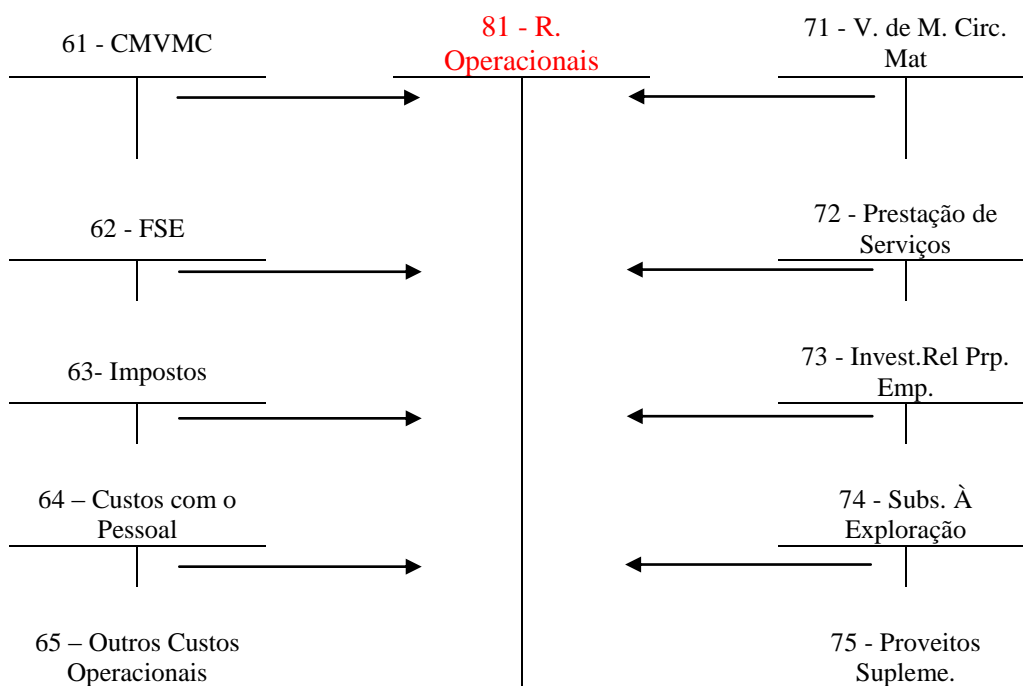 61 - CMVMC
81 - R.
Operacionais
71 - V. de M. Circ.
Mat
62 - FSE
72 - Prestação de
Serviços
63- Impostos
73 - Invest.Rel Prp.
Emp.
64 – Custos com o
Pessoal
74 - Subs. À
Exploração
65 – Outros Custos
Operacionais
75 - Proveitos
Supleme.